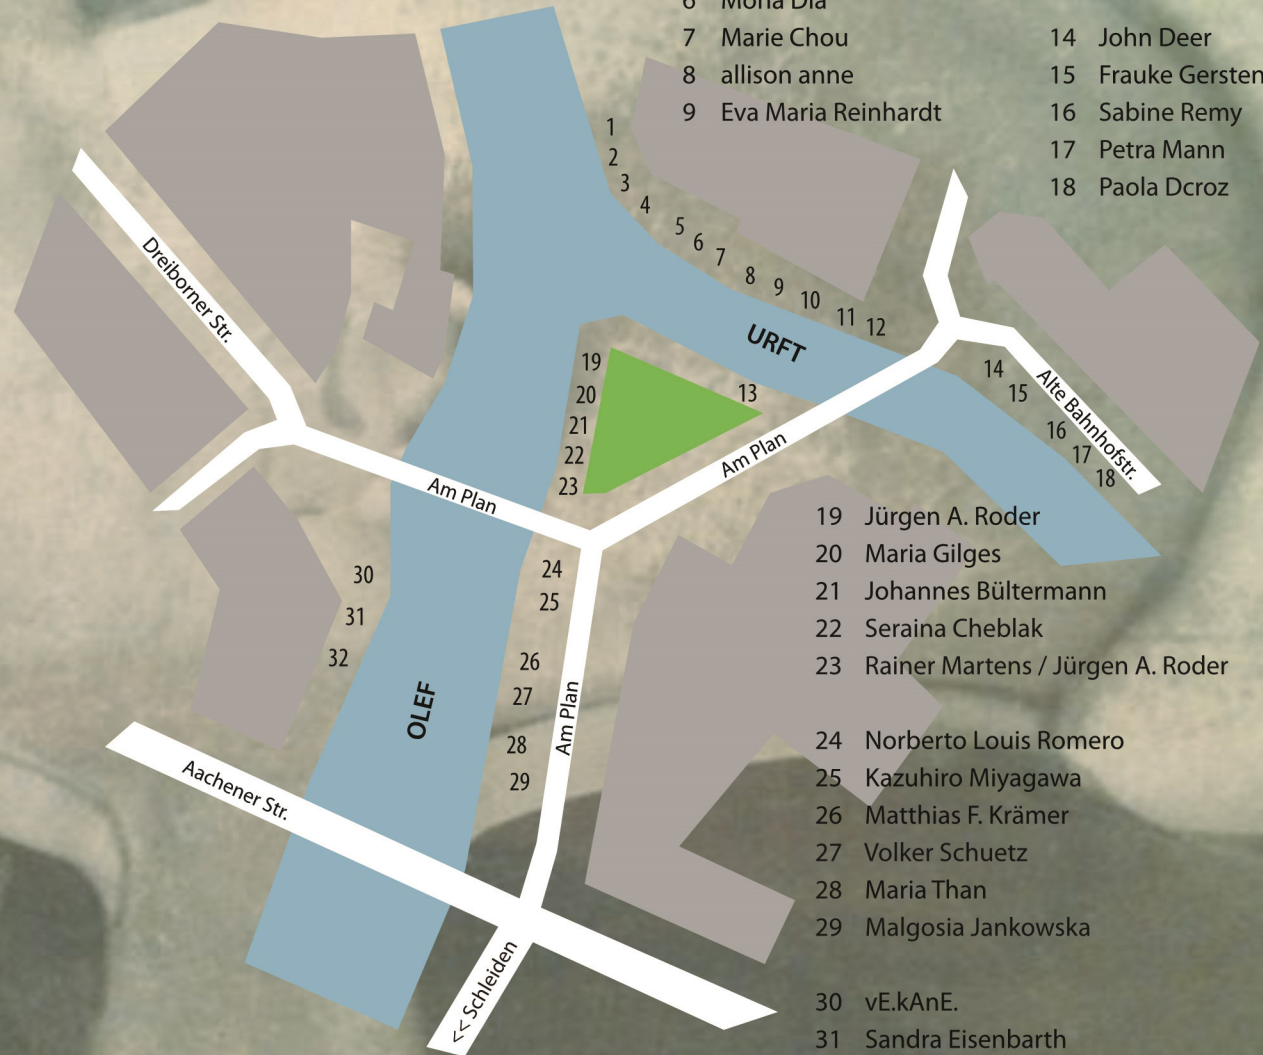 6 Mona Dia
7 Marie Chou
8 allison anne
9 Eva Maria Reinhardt
14 John Deer
15 Frauke Gersten
16 Sabine Remy
17 Petra Mann
18 Paola Dcroz
1
2
3
4
5
6
7
8
9
10
11
12
Dreiborner Str.
URFT
19
20
21
22
23
13
14
15
16
17
18
Alte Bahnhofstr.
Am Plan
Am Plan
19 Jürgen A. Roder
20 Maria Gilges
21 Johannes Bültermann
22 Seraina Cheblak
23 Rainer Martens / Jürgen A. Roder
30
31
32
24
25
26
27
28
29
OLEF
Am Plan
24 Norberto Louis Romero
25 Kazuhiro Miyagawa
26 Matthias F. Krämer
27 Volker Schuetz
28 Maria Than
29 Malgosia Jankowska
Aachener Str.
<< Schleiden
30 vE.kAnE.
31 Sandra Eisenbarth